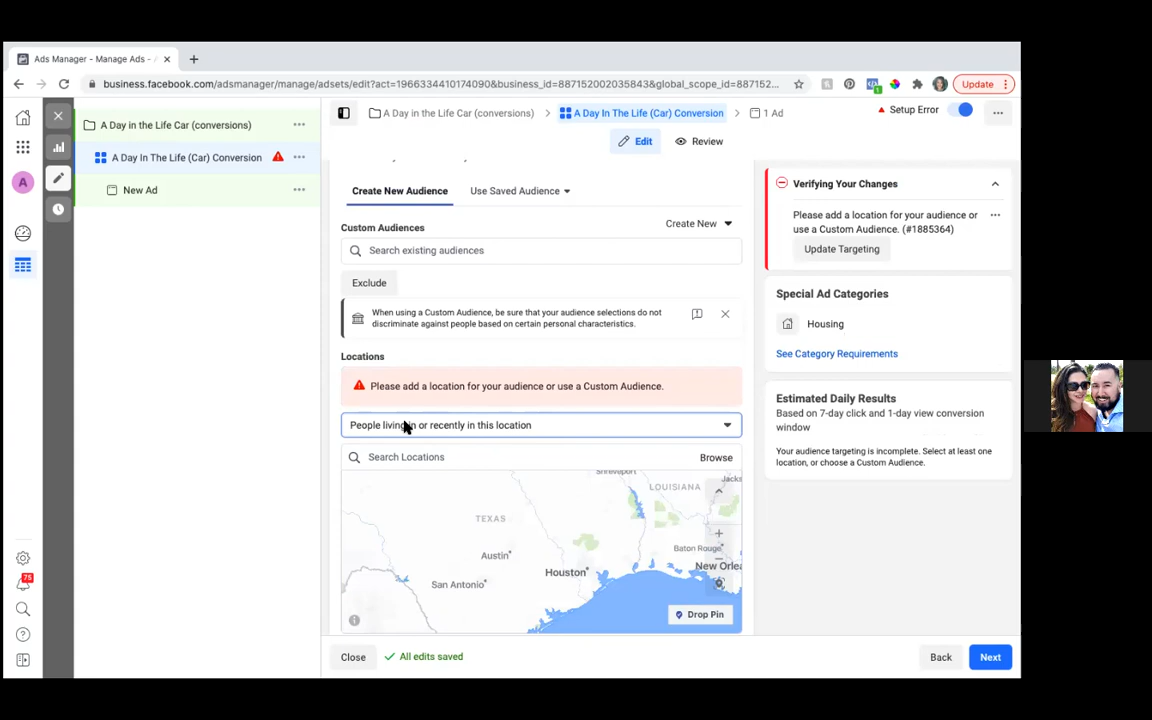 Ads Manager - Manage Ads -
business.facebook.com/adsmanager/manage/adsets/edit?act=1966334410174090&business_id=887152002035843&global_scope_id=887152...
Update
A Day in the Life Car (conversions)
A Day In The Life (Car) Conversion
New Ad
A
75
A Day in the Life Car (conversions)
A Day In The Life (Car) Conversion
1 Ad
Setup Error
Edit
Review
Create New Audience
Use Saved Audience
Custom Audiences
Create New
Search existing audiences
Exclude
When using a Custom Audience, be sure that your audience selections do not
discriminate against people based on certain personal characteristics.
Locations
Please add a location for your audience or use a Custom Audience.
People living in or recently in this location
Search Locations
Browse
Shreveport
LOUISIANA
Jacks
TEXAS
Austin
Baton Rouge
Houston
New Orlea
San Antonio
Drop Pin
Close
All edits saved
Back
Next
Verifying Your Changes
Please add a location for your audience or
use a Custom Audience. (#1885364)
Update Targeting
Special Ad Categories
Housing
See Category Requirements
Estimated Daily Results
Based on 7-day click and 1-day view conversion
window
Your audience targeting is incomplete. Select at least one
location, or choose a Custom Audience.